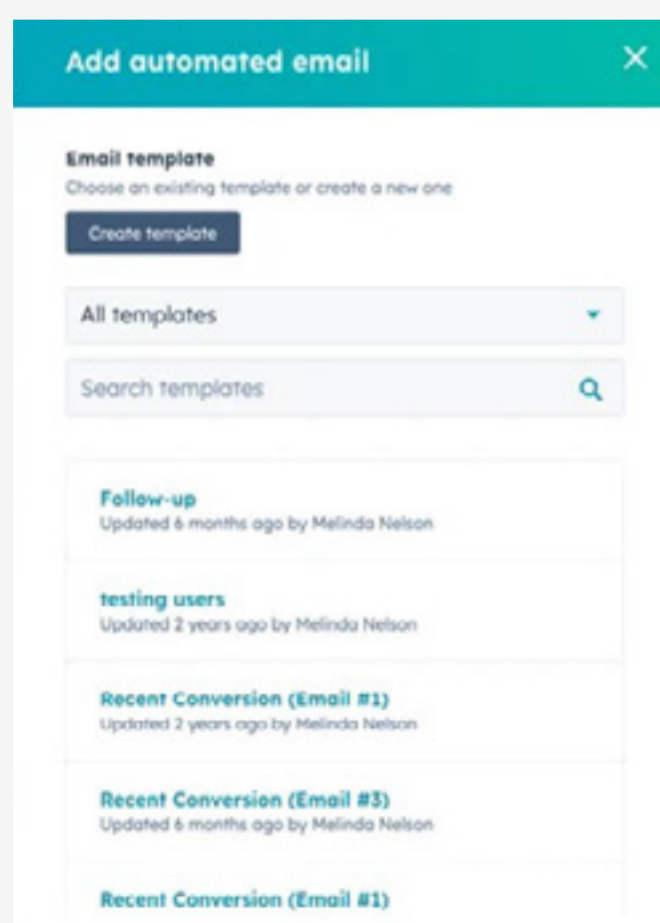 Add automated email
Email template
Choose an existing template or create a new one
Create template
All templates
Search templates
Follow-up
Updated 6 months ago by Melinda Nelson
testing users
Updated 2 years ago by Melinda Nelson
Recent Conversion (Email #1)
Updated 2 years ago by Melinda Nelson
Recent Conversion (Email #3)
Updated 6 months ago by Melinda Nelson
Recent Conversion (Email #1)